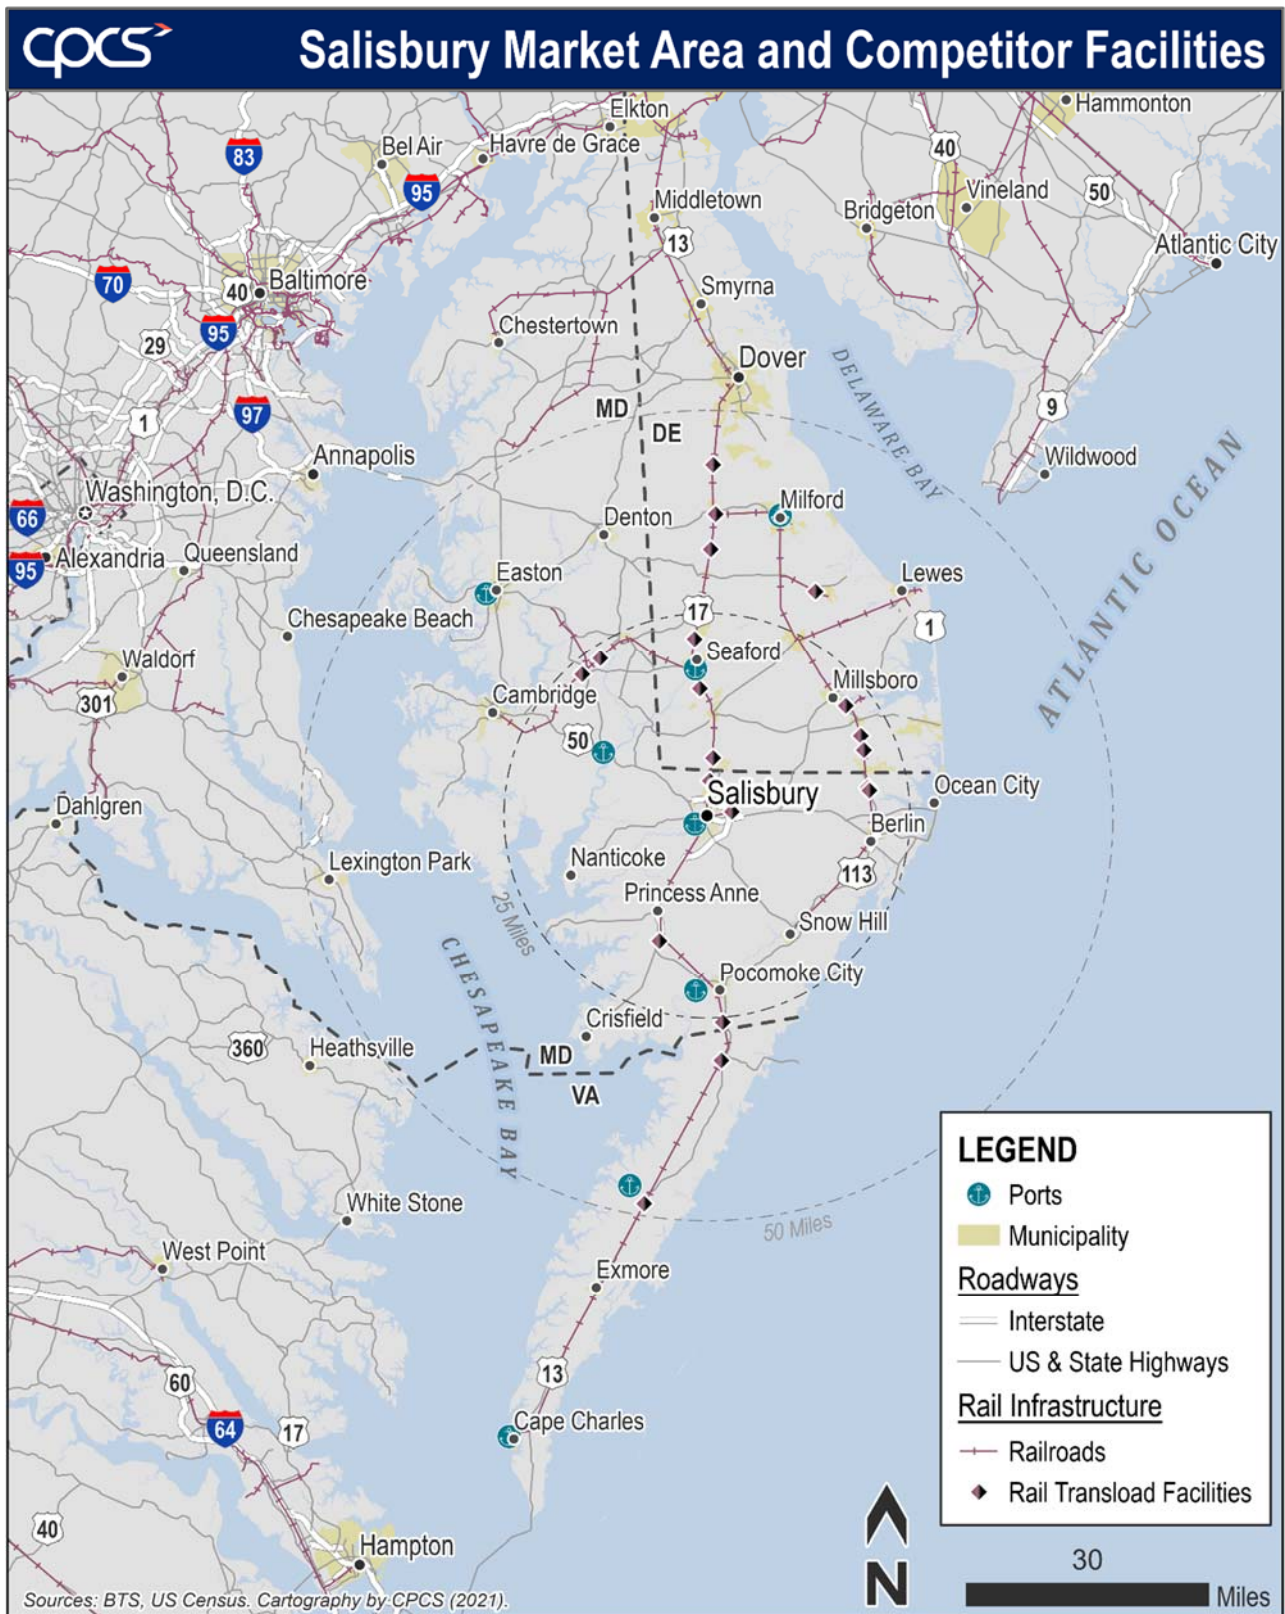 cpcs
Salisbury Market Area and Competitor Facilities
Elkton
Hammonton
83
Bel Air
Havre de Grace
40
95
Vineland
50
Middletown
Bridgeton
13
Atlantic City
70
40
Baltimore
Smyrna
95
29
Chestertown
Dover
DELAWARE BAY
97
1
MD
9
DE
Annapolis
Wildwood
ATLANTIC OCEAN
Washington, D.C.
66
Milford
Denton
95
Alexandria
Queensland
Easton
Lewes
17
1
Chesapeake Beach
Seaford
Waldorf
Millsboro
301
Cambridge
50
Dahlgren
Salisbury
Ocean City
Berlin
Lexington Park
Nanticoke
113
Princess Anne
25 Miles
Snow Hill
CHESAPEAKE BAY
Pocomoke City
Crisfield
360
Heathsville
MD
VA
LEGEND
Ports
Municipality
Roadways
Interstate
US & State Highways
Rail Infrastructure
Railroads
Rail Transload Facilities
White Stone
50 Miles
West Point
Exmore
60
13
64
17
Cape Charles
40
Hampton
N
30
Miles
Sources: BTS, US Census. Cartography by CPCS (2021).